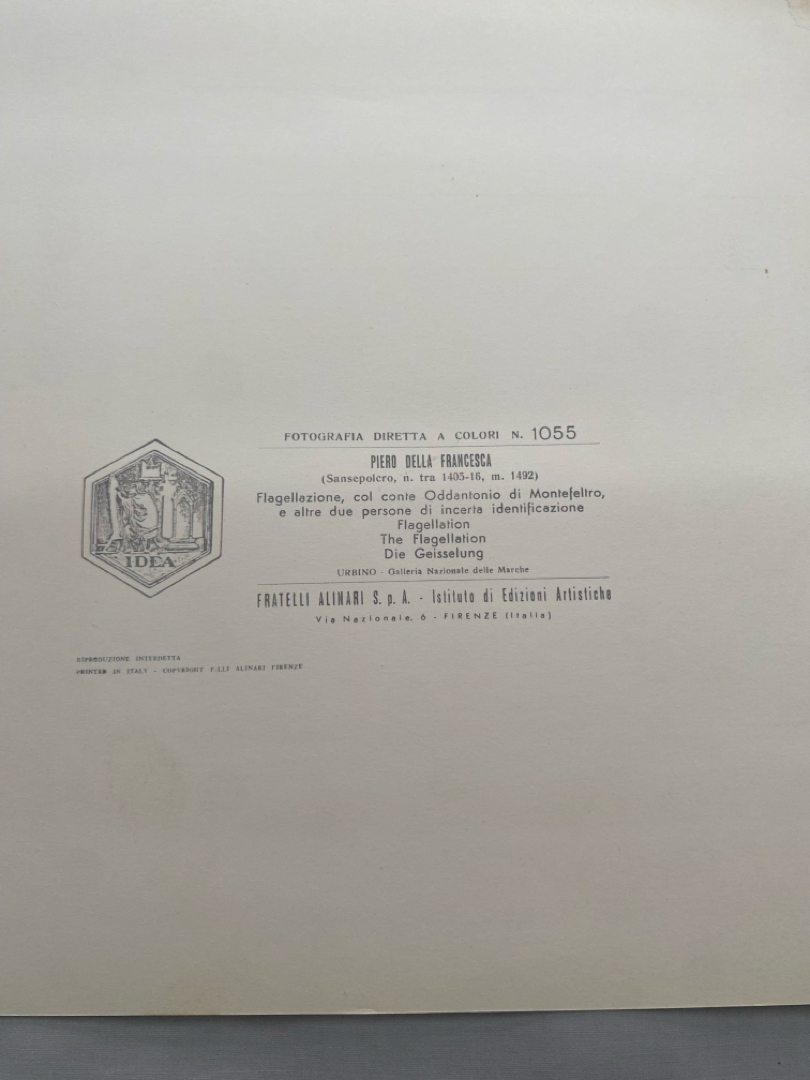 FOTOGRAFIA DIRETTA A COLORI N. 1055
PIERO DELLA FRANCESCA
(Sansepolcro, n. tra 1405-16, m. 1492)
Flagellazione, col conte Oddantonio di Montefeltro,
e altre due persone di incerta identificazione
Flagellation
The Flagellation
Die Geisselung
URBINO - Galleria Nazionale delle Marche
IDEA
FRATELLI ALINARI S. p. A. - Istituto di Edizioni Artistiche
Via Nazionale, 6 - FIRENZE (Italia)
RIPRODUZIONE INTERDETTA
PRINTED IN ITALY - COPYRIGHT F.LLI ALINARI FIRENZE